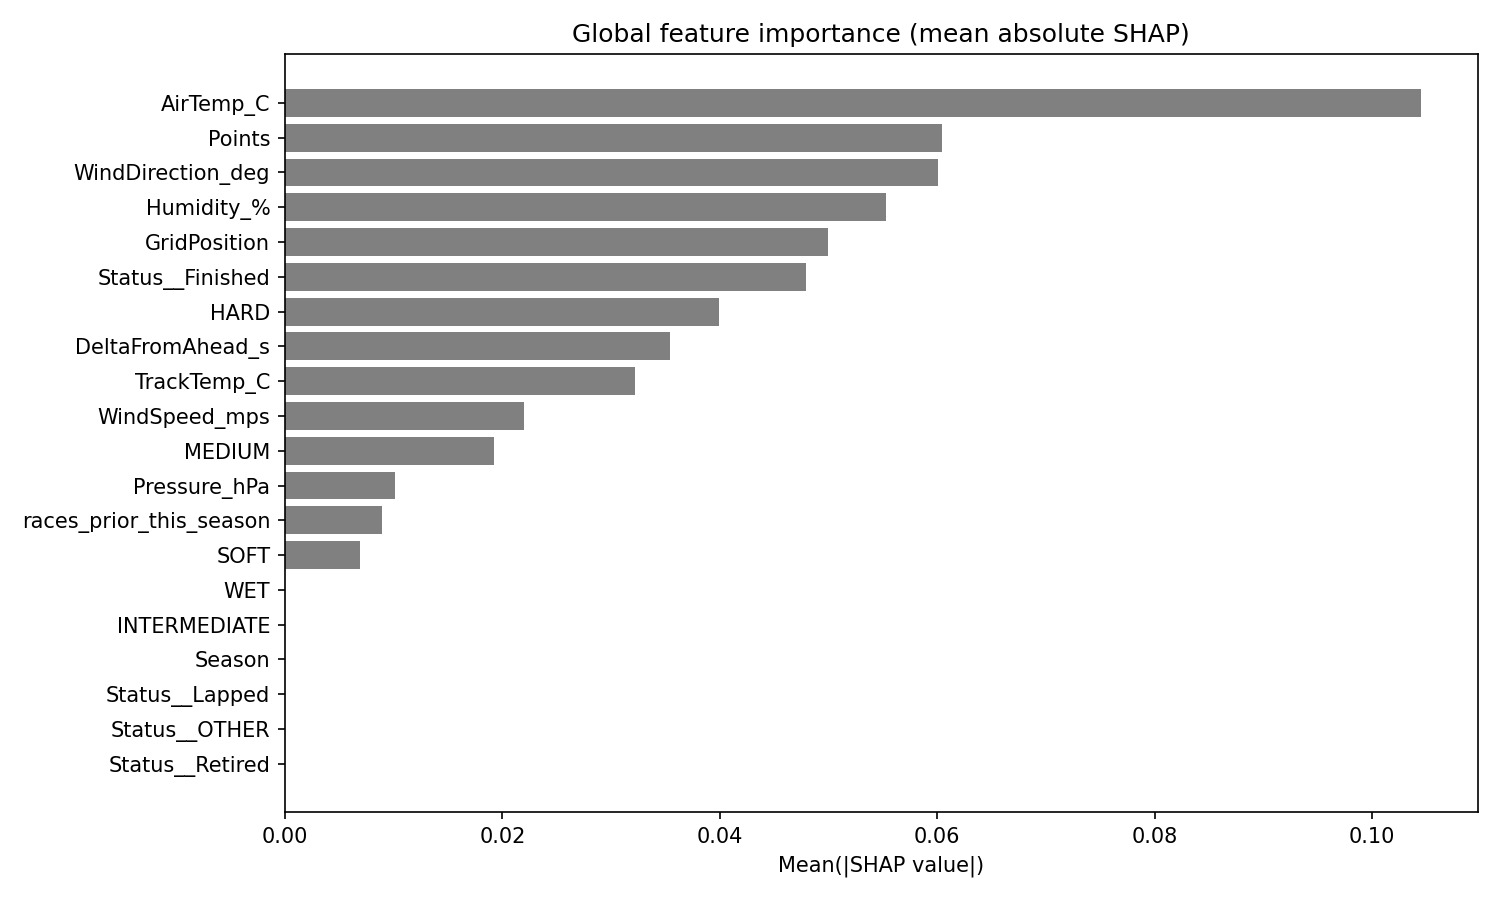 Global feature importance (mean absolute SHAP)
AirTemp_C
Points
WindDirection_deg
Humidity_%
GridPosition
Status__Finished
HARD
DeltaFromAhead_s
TrackTemp_C
WindSpeed_mps
MEDIUM
Pressure_hPa
races_prior_this_season
SOFT
WET
INTERMEDIATE
Season
Status__Lapped
Status__OTHER
Status__Retired
0.00 0.02 0.04 0.06 0.08 0.10
Mean(|SHAP value|)